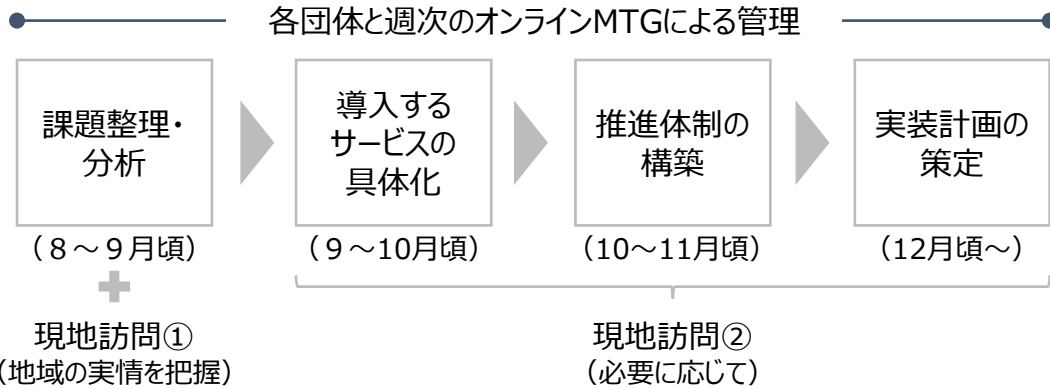 各団体と週次のオンラインMTGによる管理
課題整理・
分析
導入する
サービスの
具体化
推進体制の
構築
実装計画の
策定
（８～９月頃）
（９～10月頃）
（10～11月頃）
（12月頃～）
現地訪問①
（地域の実情を把握）
現地訪問②
（必要に応じて）